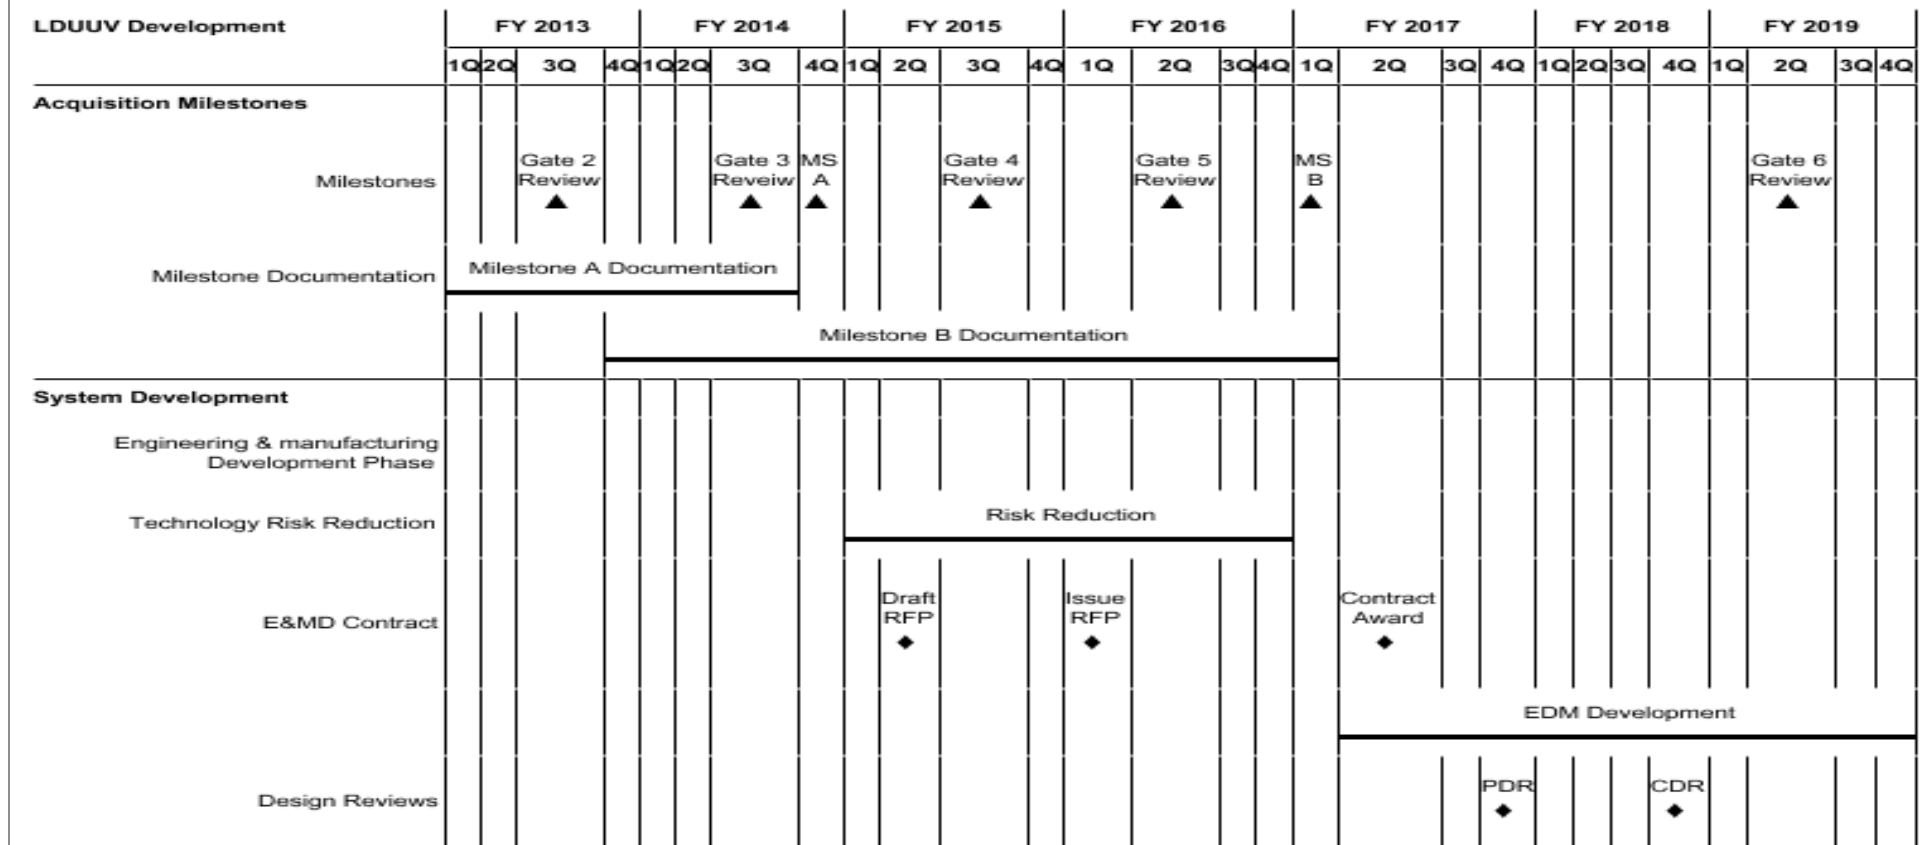 LDUUV Development FY 2013 FY 2014 FY 2015 FY 2016 FY 2017 FY 2018 FY 2019
1Q 2Q 3Q 4Q 1Q 2Q 3Q 4Q 1Q 2Q 3Q 4Q 1Q 2Q 3Q 4Q 1Q 2Q 3Q 4Q 1Q 2Q 3Q 4Q 1Q 2Q 3Q 4Q
Acquisition Milestones
Milestones
Gate 2
Review
Gate 3
Reveiw
MS
A
Gate 4
Review
Gate 5
Review
MS
B
Gate 6
Review
Milestone Documentation
Milestone A Documentation
Milestone B Documentation
System Development
Engineering & manufacturing
Development Phase
Technology Risk Reduction
Risk Reduction
E&MD Contract
Draft
RFP
Issue
RFP
Contract
Award
EDM Development
Design Reviews
PDR
CDR